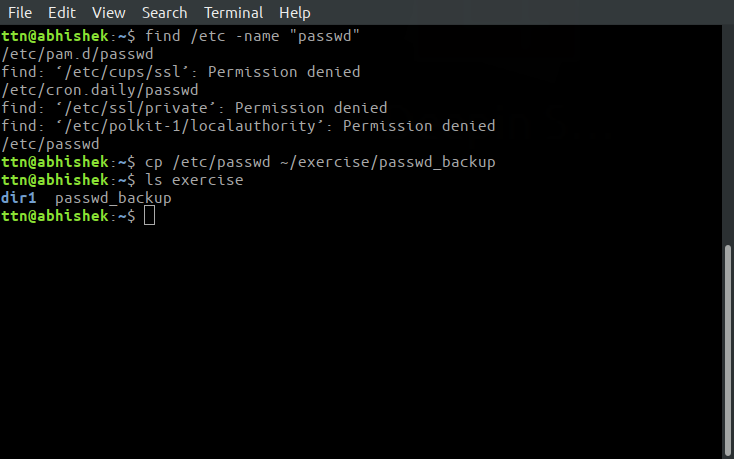 File Edit View Search Terminal Help
ttn@abhishek:~$ find /etc -name "passwd"
/etc/pam.d/passwd
find: ‘/etc/cups/ssl’: Permission denied
/etc/cron.daily/passwd
find: ‘/etc/ssl/private’: Permission denied
find: ‘/etc/polkit-1/localauthority’: Permission denied
/etc/passwd
ttn@abhishek:~$ cp /etc/passwd ~/exercise/passwd_backup
ttn@abhishek:~$ ls exercise
dir1  passwd_backup
ttn@abhishek:~$